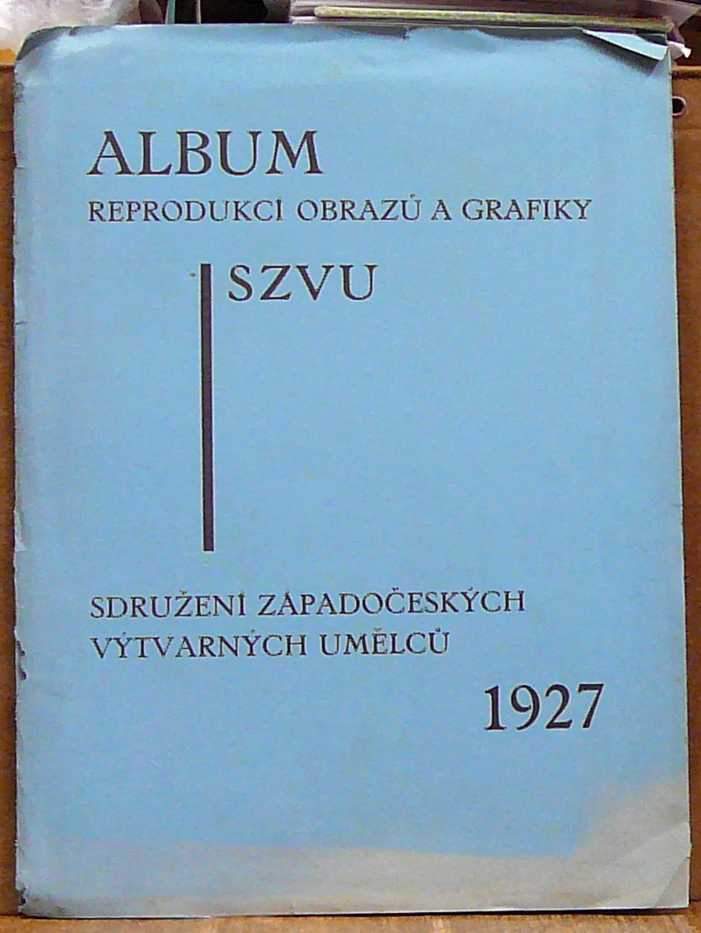 ALBUM
REPRODUKCÍ OBRAZŮ A GRAFIKY
SZVU
SDRUŽENÍ ZÁPADOČESKÝCH
VÝTVARNÝCH UMĚLCŮ
1927